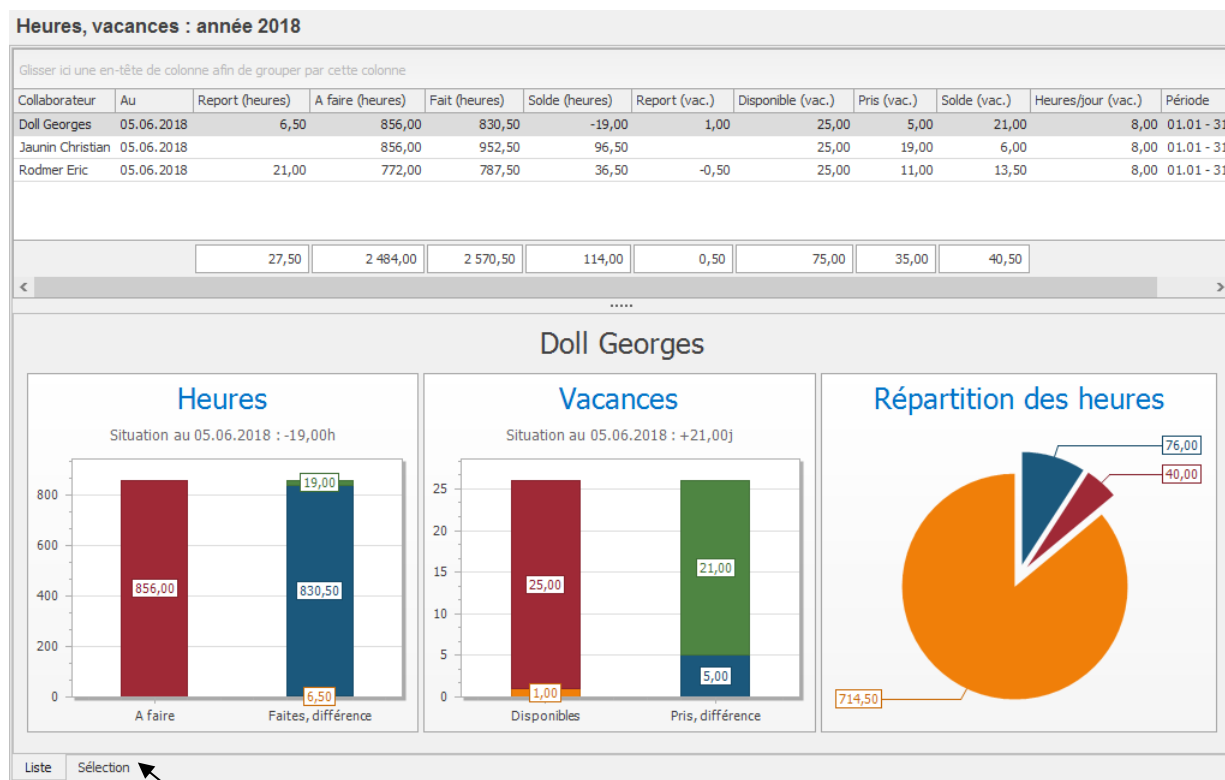 Heures, vacances : année 2018
Glisser ici une en-tête de colonne afin de grouper par cette colonne
Collaborateur Au Report (heures) A faire (heures) Fait (heures) Solde (heures) Report (vac.) Disponible (vac.) Pris (vac.) Solde (vac.) Heures/jour (vac.) Période
Doll Georges 05.06.2018 6,50 856,00 830,50 -19,00 1,00 25,00 5,00 21,00 8,00 01.01 - 31
Jaunin Christian 05.06.2018 856,00 952,50 96,50 25,00 19,00 6,00 8,00 01.01 - 31
Rodmer Eric 05.06.2018 21,00 772,00 787,50 36,50 -0,50 25,00 11,00 13,50 8,00 01.01 - 31
27,50 2 484,00 2 570,50 114,00 0,50 75,00 35,00 40,50
Doll Georges
Heures
Situation au 05.06.2018 : -19,00h
800
600
400
200
0
856,00
19,00
830,50
6,50
A faire Faites, différence
Vacances
Situation au 05.06.2018 : +21,00j
25
20
15
10
5
0
25,00
1,00
21,00
5,00
Disponibles Pris, différence
Répartition des heures
76,00
40,00
714,50
Liste Sélection